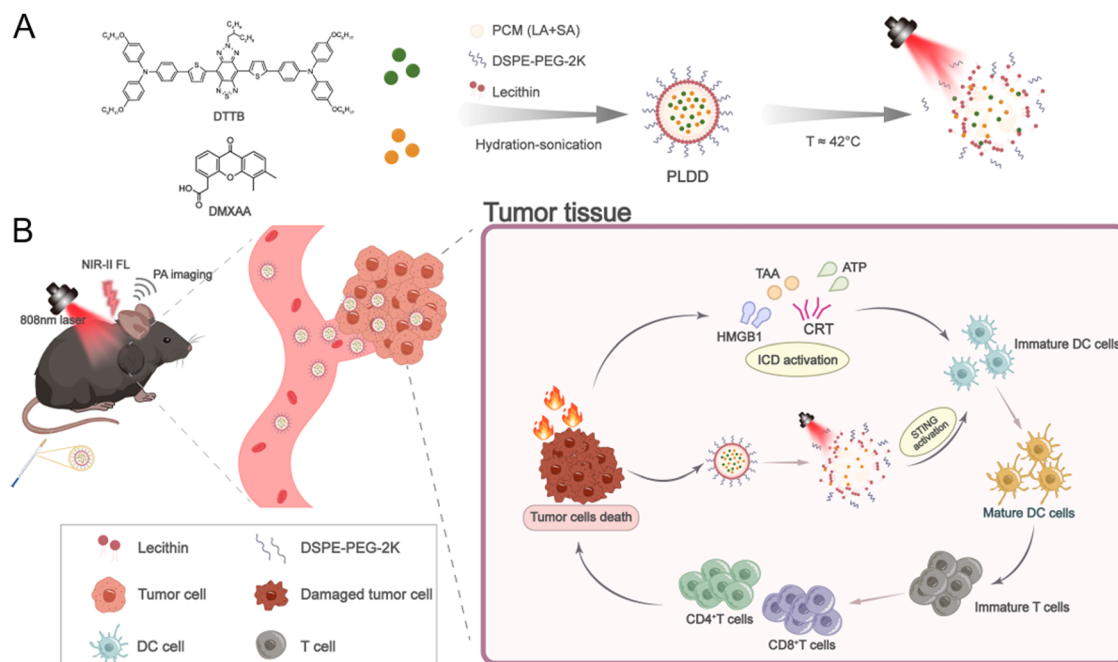 A
C₈H₁₇O
OC₈H₁₇
C₂H₅
C₄H₉
N
N
N
N
N
S
S
N
N
S
C₈H₁₇O
OC₈H₁₇
DTTB
O
HO
O
O
DMXAA
PCM (LA+SA)
DSPE-PEG-2K
Lecithin
Hydration-sonication
PLDD
T ≈ 42°C
B
NIR-II FL
PA imaging
808nm laser
Tumor tissue
TAA
ATP
HMGB1
CRT
ICD activation
Immature DC cells
STING
activation
Mature DC cells
Tumor cells death
Immature T cells
CD4⁺T cells
CD8⁺T cells
Lecithin
DSPE-PEG-2K
Tumor cell
Damaged tumor cell
DC cell
T cell